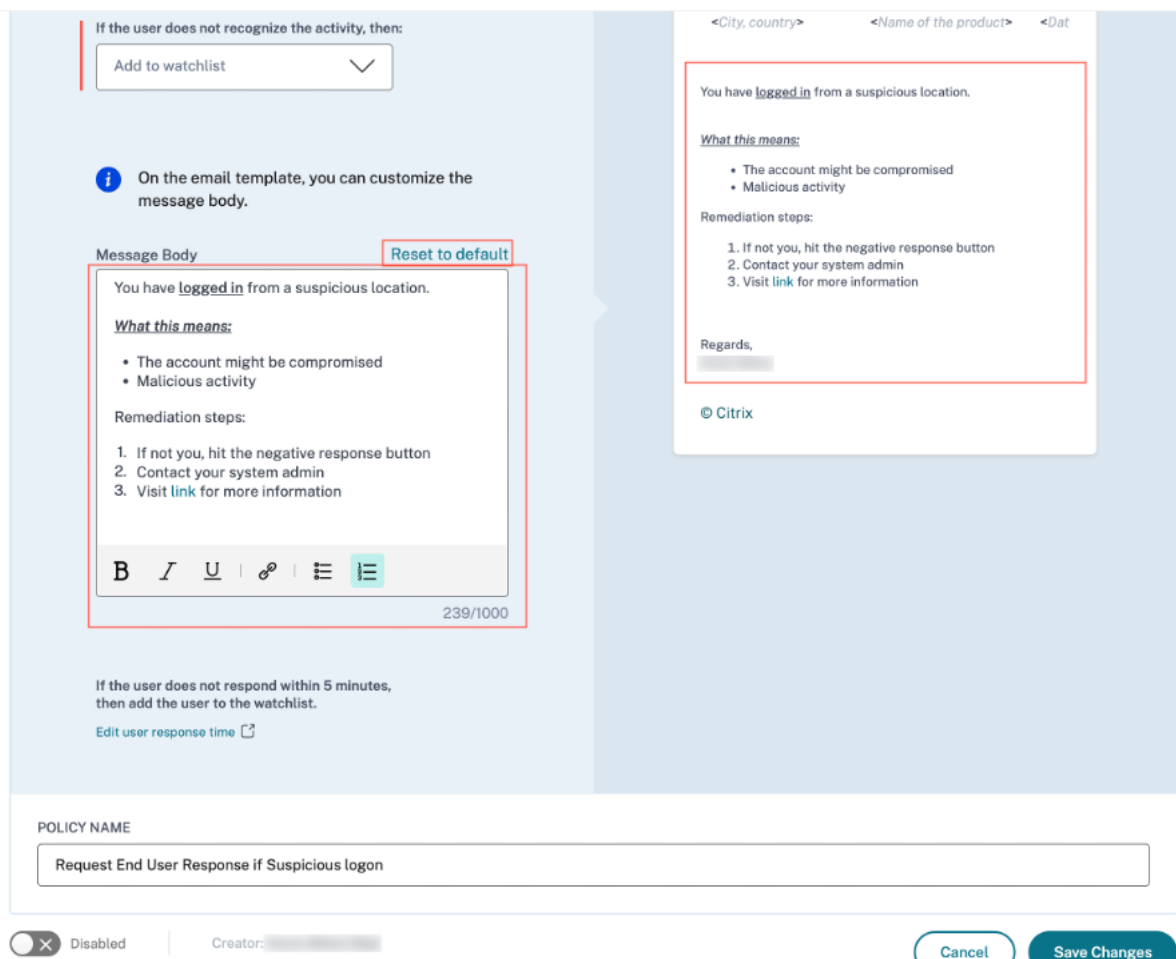 If the user does not recognize the activity, then:
Add to watchlist
On the email template, you can customize the
message body.
Message Body
Reset to default
You have logged in from a suspicious location.
What this means:
• The account might be compromised
• Malicious activity
Remediation steps:
1. If not you, hit the negative response button
2. Contact your system admin
3. Visit link for more information
B I U
239/1000
If the user does not respond within 5 minutes,
then add the user to the watchlist.
Edit user response time
<City, country> <Name of the product> <Dat
You have logged in from a suspicious location.
What this means:
• The account might be compromised
• Malicious activity
Remediation steps:
1. If not you, hit the negative response button
2. Contact your system admin
3. Visit link for more information
Regards,
© Citrix
POLICY NAME
Request End User Response if Suspicious logon
Disabled
Creator:
Cancel
Save Changes